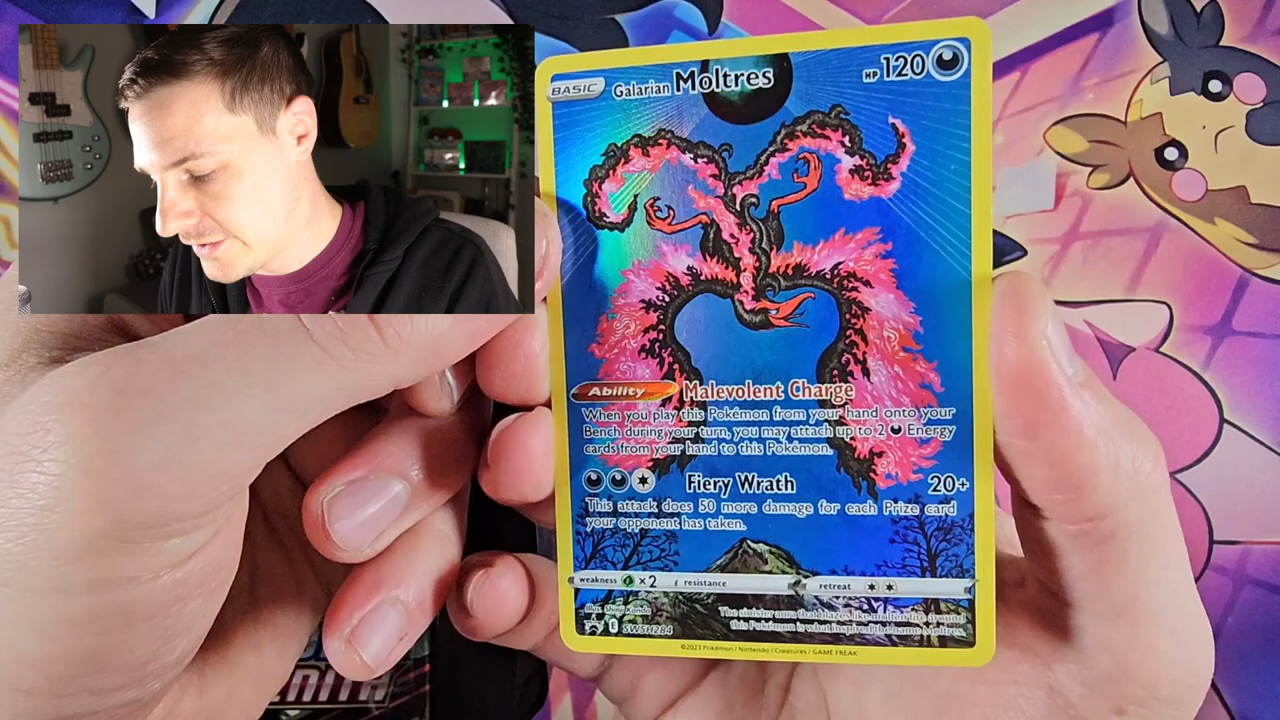 BASIC Galarian Moltres HP 120
Ability Malevolent Charge
When you play this Pokémon from your hand onto your
Bench during your turn, you may attach up to 2 Energy
cards from your hand to this Pokémon.
Fiery Wrath 20+
This attack does 50 more damage for each Prize card
your opponent has taken.
weakness ×2 resistance retreat
Illus. Shinji Kanda
The sinister aura that blazes like molten fire around
E SWSH284
this Pokémon is what inspired the name Moltres.
©2023 Pokémon / Nintendo / Creatures / GAME FREAK
ENITH